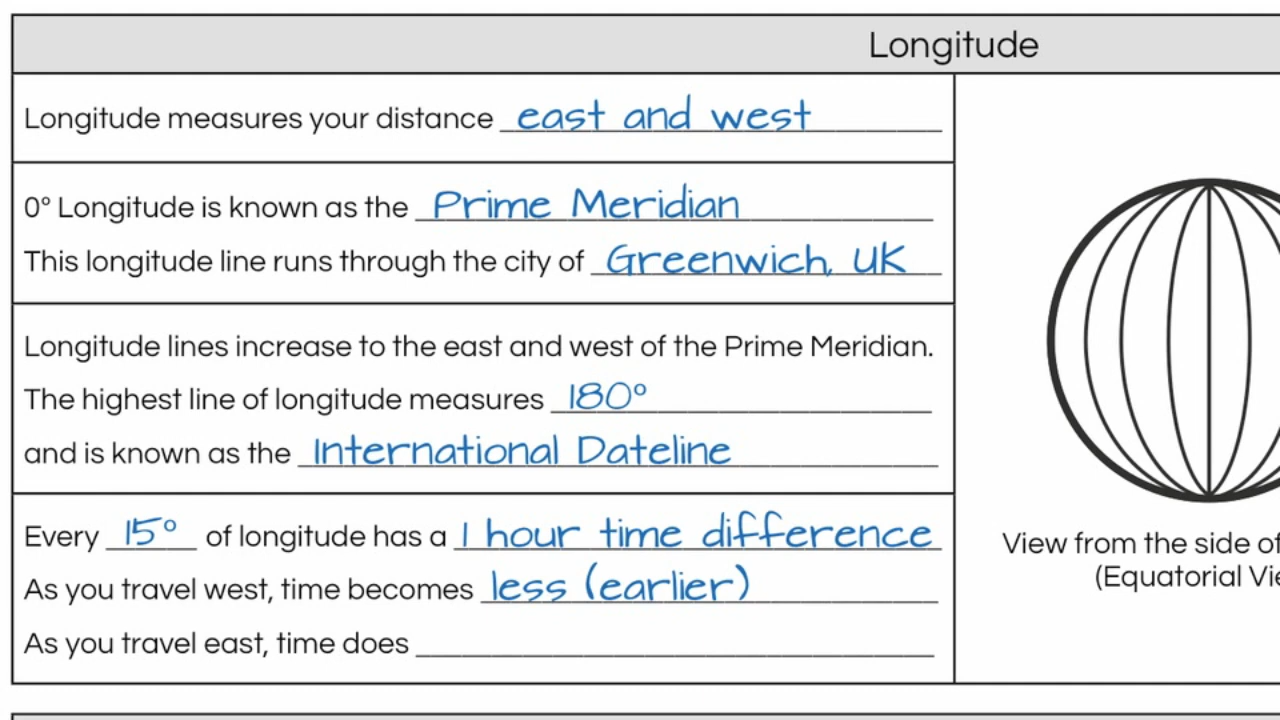 Longitude
Longitude measures your distance east and west
0° Longitude is known as the Prime Meridian
This longitude line runs through the city of Greenwich, UK
Longitude lines increase to the east and west of the Prime Meridian.
The highest line of longitude measures 180°
and is known as the International Dateline
Every 15° of longitude has a 1 hour time difference
As you travel west, time becomes less (earlier)
As you travel east, time does
View from the side of
(Equatorial